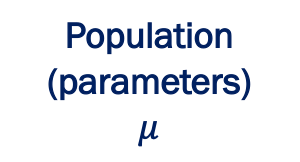 Population
(parameters)
μ